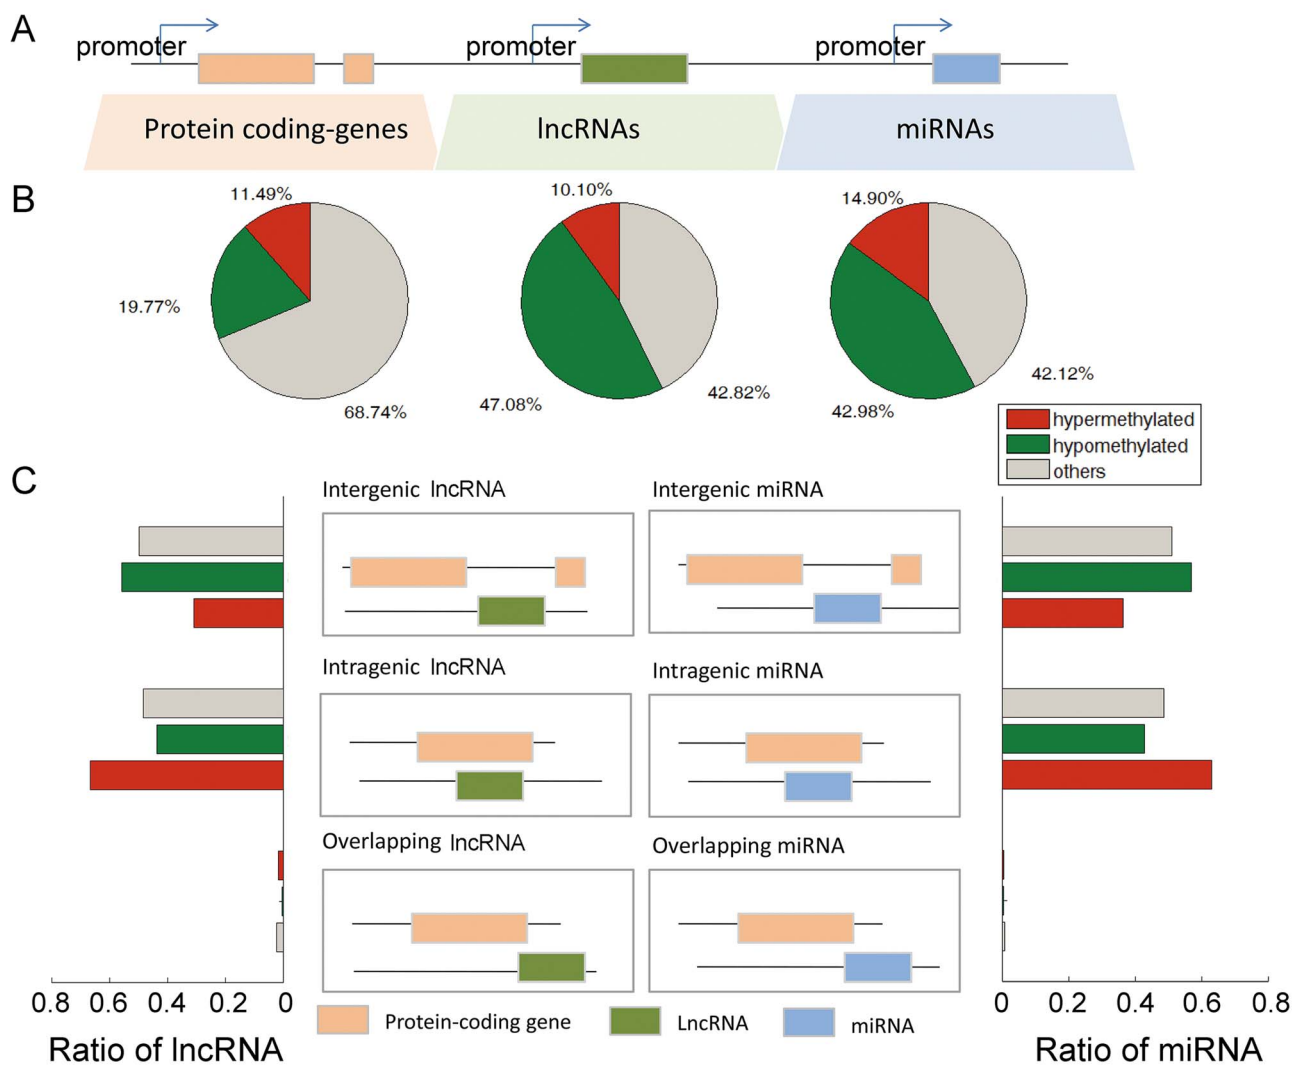 A
promoter
promoter
promoter
Protein coding-genes
lncRNAs
miRNAs
B
11.49%
10.10%
14.90%
19.77%
68.74%
47.08%
42.82%
42.98%
42.12%
hypermethylated
hypomethylated
others
C
Intergenic lncRNA
Intergenic miRNA
Intragenic lncRNA
Intragenic miRNA
Overlapping lncRNA
Overlapping miRNA
0.8 0.6 0.4 0.2 0
0 0.2 0.4 0.6 0.8
Protein-coding gene
LncRNA
miRNA
Ratio of lncRNA
Ratio of miRNA